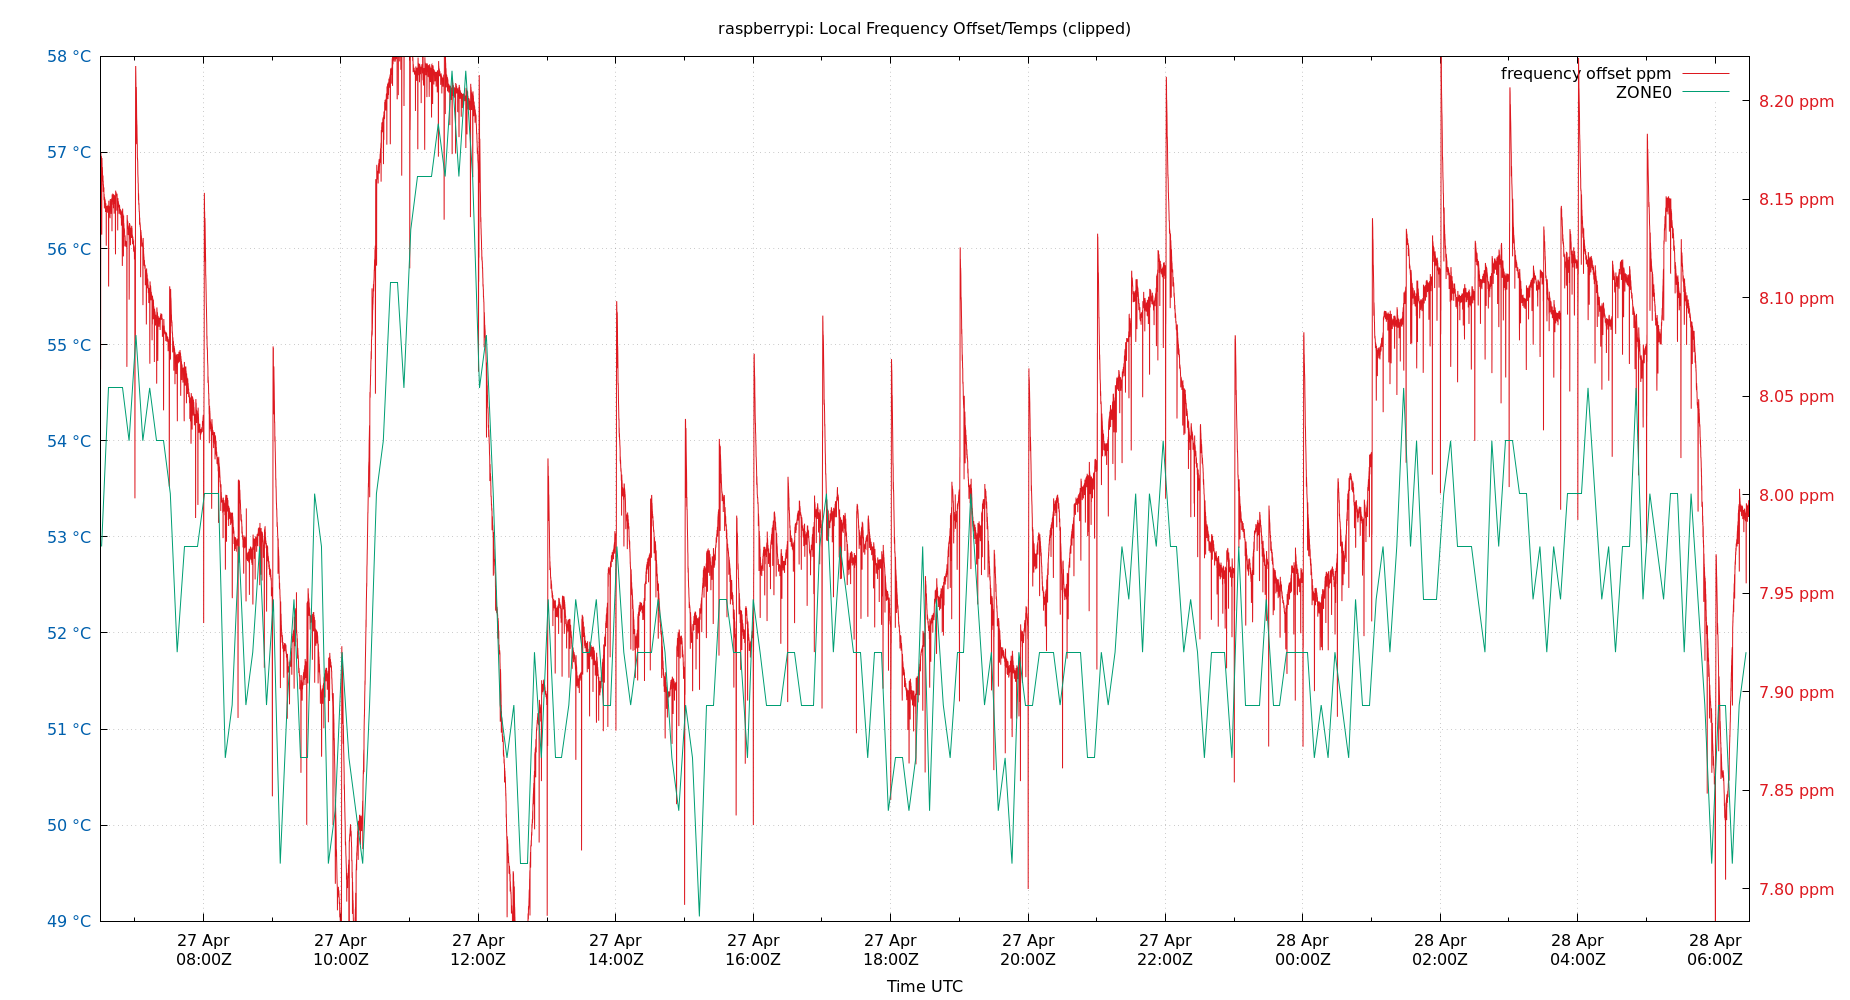 raspberrypi: Local Frequency Offset/Temps (clipped)
58 °C
57 °C
56 °C
55 °C
54 °C
53 °C
52 °C
51 °C
50 °C
49 °C
frequency offset ppm
ZONE0
8.20 ppm
8.15 ppm
8.10 ppm
8.05 ppm
8.00 ppm
7.95 ppm
7.90 ppm
7.85 ppm
7.80 ppm
27 Apr
08:00Z
27 Apr
10:00Z
27 Apr
12:00Z
27 Apr
14:00Z
27 Apr
16:00Z
27 Apr
18:00Z
27 Apr
20:00Z
27 Apr
22:00Z
28 Apr
00:00Z
28 Apr
02:00Z
28 Apr
04:00Z
28 Apr
06:00Z
Time UTC